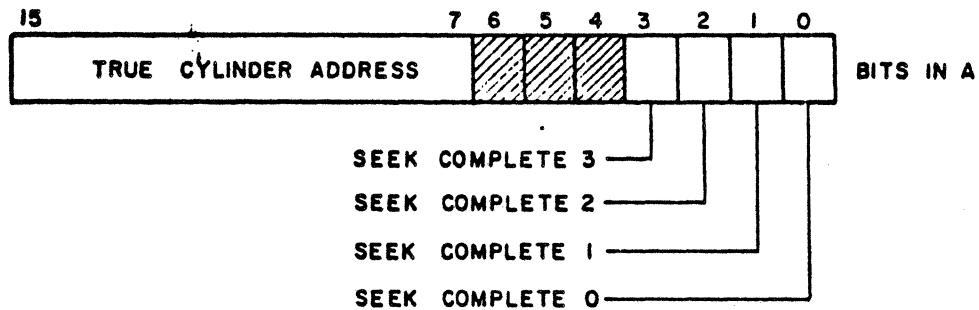 15 7 6 5 4 3 2 1 0
TRUE CYLINDER ADDRESS BITS IN A
SEEK COMPLETE 3
SEEK COMPLETE 2
SEEK COMPLETE 1
SEEK COMPLETE 0